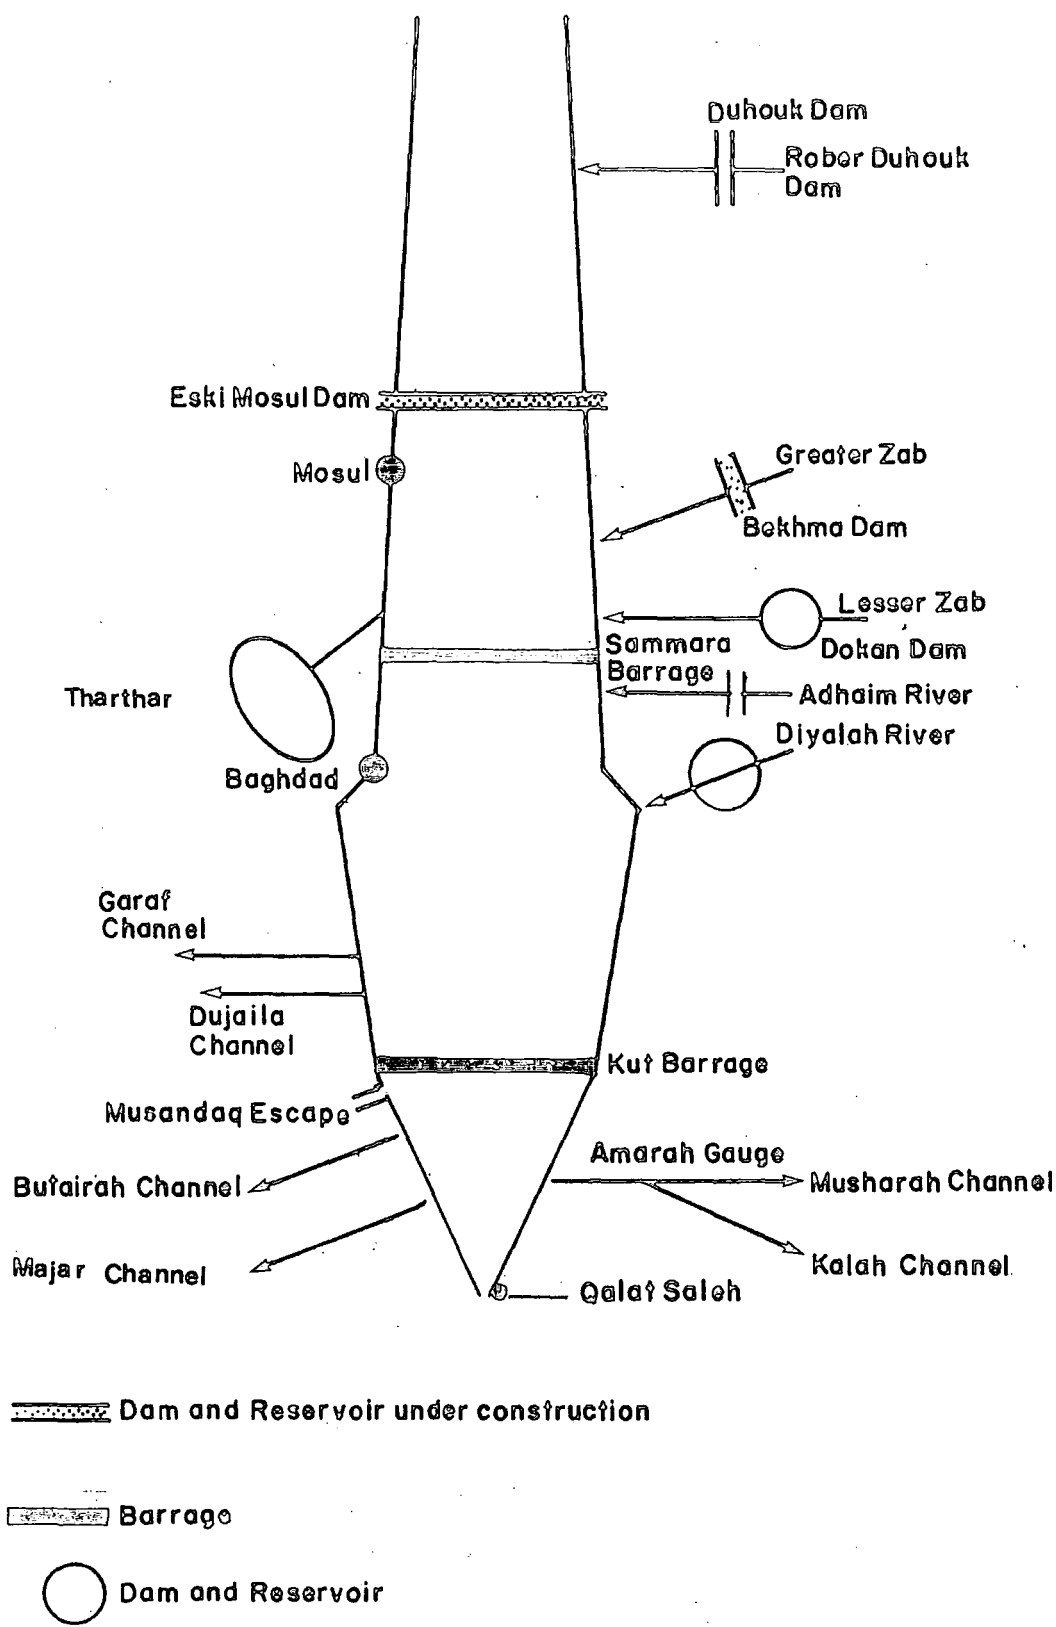 Duhouk Dam
Robar Duhouk
Dam
Eski Mosul Dam
Mosul
Greater Zab
Bekhma Dam
Lesser Zab
Dokan Dam
Sammara
Barrage
Tharthar
Adhaim River
Diyalah River
Baghdad
Garaf
Channel
Dujaila
Channel
Kut Barrage
Musandaq Escape
Amarah Gauge
Butairah Channel
Musharah Channel
Majar Channel
Kalah Channel
Qalat Saleh
Dam and Reservoir under construction
Barrage
Dam and Reservoir